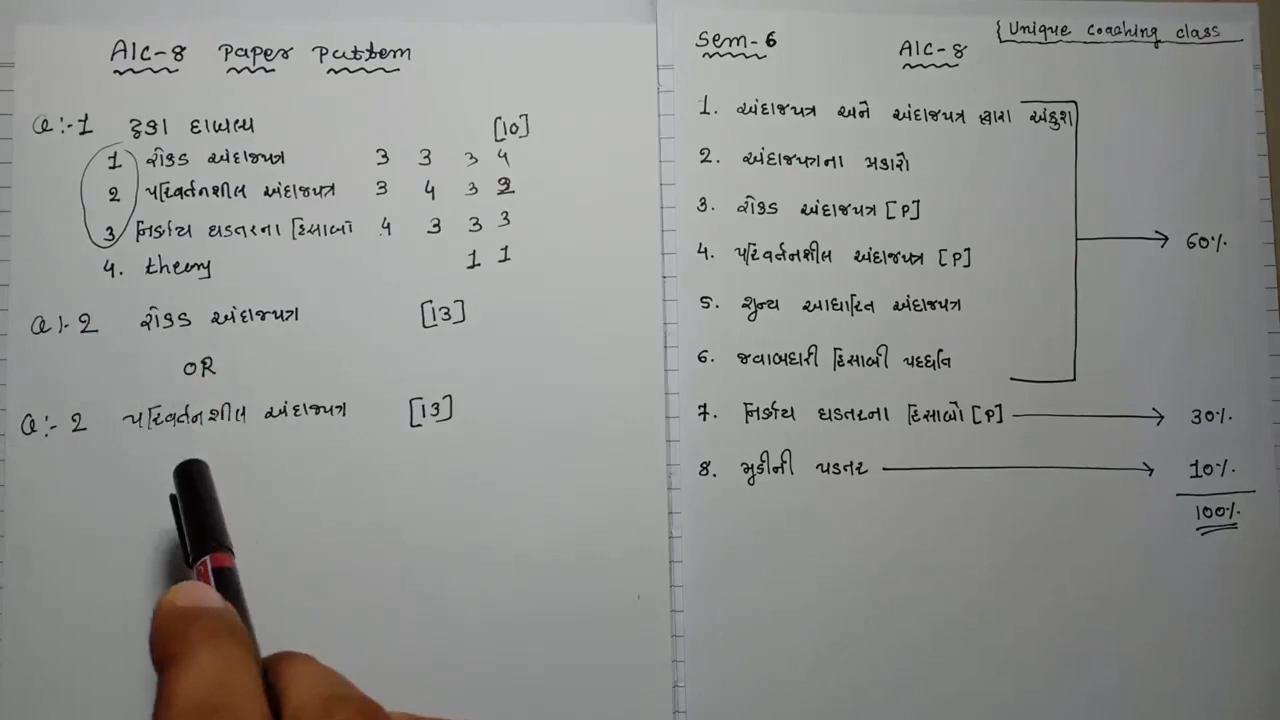 A/C-8 Paper Pattern
Q:-1 ટુંકા દાખલા [10]
1 રોકડ અંદાજપત્ર 3 3 3 4
2 પરિવર્તનશીલ અંદાજપત્ર 3 4 3 2
3 નિર્ણય ઘડતરના હિસાબો 4 3 3 3
4. theory 1 1
Q:-2 રોકડ અંદાજપત્ર [13]
OR
Q:-2 પરિવર્તનશીલ અંદાજપત્ર [13]
Unique coaching class
Sem-6 A/C-8
1. અંદાજપત્ર અને અંદાજપત્ર દ્વારા અંકુશ
2. અંદાજપત્રના પ્રકારો
3. રોકડ અંદાજપત્ર [P]
4. પરિવર્તનશીલ અંદાજપત્ર [P]
60%
5. શૂન્ય આધારિત અંદાજપત્ર
6. જવાબદારી હિસાબી પદ્ધતિ
7. નિર્ણય ઘડતરના હિસાબો [P] 30%
8. મુડીની પડતર 10%
100%